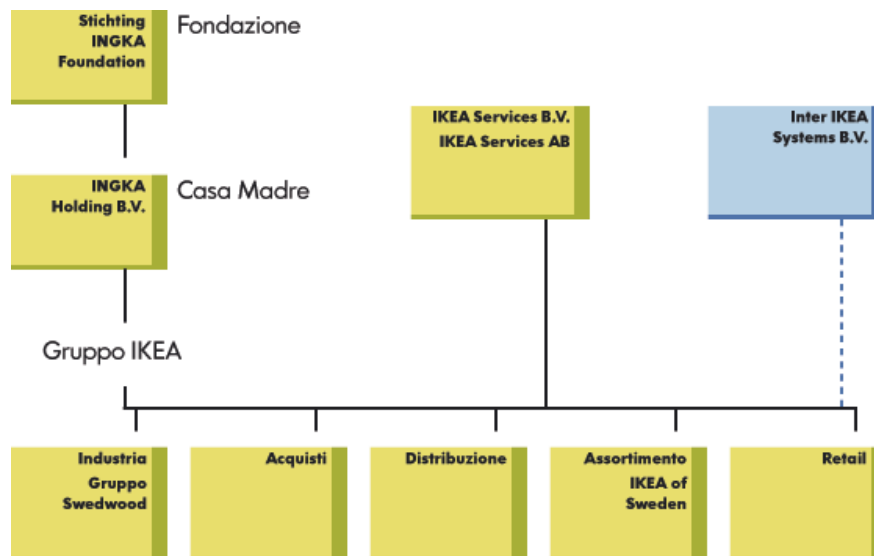 Stichting
INGKA
Foundation
Fondazione
IKEA Services B.V.
IKEA Services AB
Inter IKEA
Systems B.V.
INGKA
Holding B.V.
Casa Madre
Gruppo IKEA
Industria
Gruppo
Swedwood
Acquisti
Distribuzione
Assortimento
IKEA of
Sweden
Retail